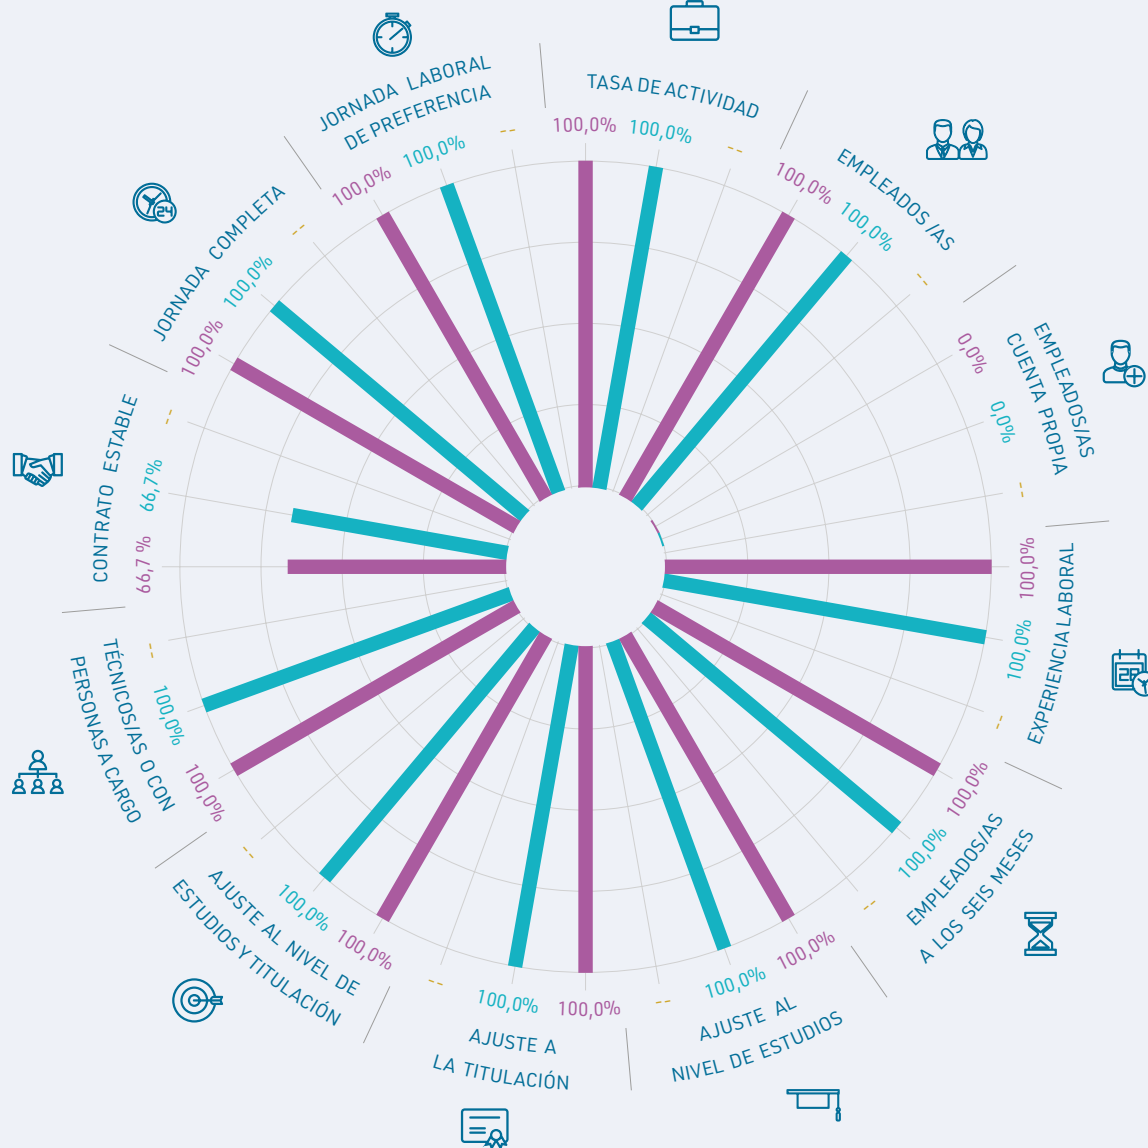 TASA DE ACTIVIDAD
100,0%
100,0%
--
EMPLEADOS/AS
100,0%
100,0%
--
EMPLEADOS/AS
CUENTA PROPIA
0,0%
0,0%
--
EXPERIENCIA LABORAL
100,0%
100,0%
--
EMPLEADOS/AS
A LOS SEIS MESES
100,0%
100,0%
--
AJUSTE AL
NIVEL DE ESTUDIOS
100,0%
100,0%
--
AJUSTE A
LA TITULACIÓN
100,0%
100,0%
--
AJUSTE AL NIVEL DE
ESTUDIOS Y TITULACIÓN
100,0%
100,0%
--
TÉCNICOS/AS O CON
PERSONAS A CARGO
100,0%
100,0%
--
CONTRATO ESTABLE
66,7 %
66,7%
--
JORNADA COMPLETA
100,0%
100,0%
--
JORNADA LABORAL
DE PREFERENCIA
100,0%
100,0%
--
24